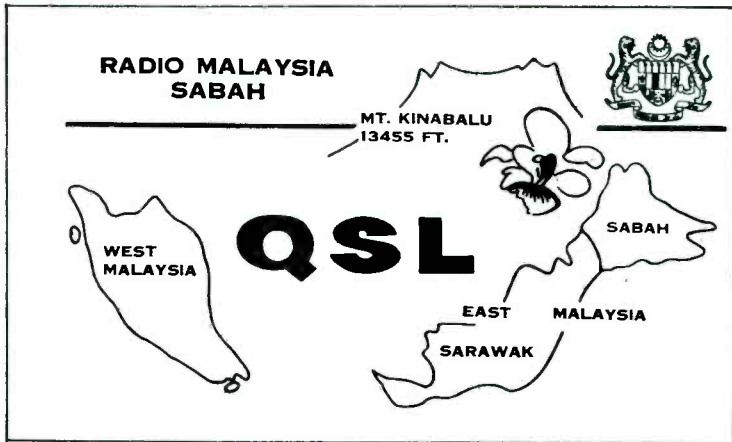 RADIO MALAYSIA
SABAH
MT. KINABALU
13455 FT.
QSL
WEST
MALAYSIA
SABAH
EAST MALAYSIA
SARAWAK